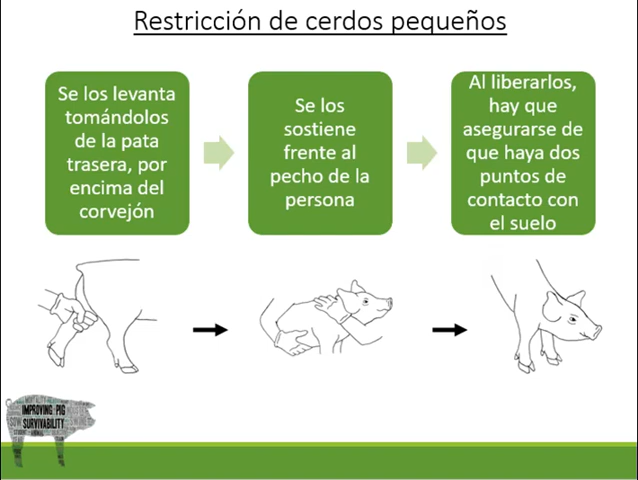 Restricción de cerdos pequeños
Se los levanta
tomándolos
de la pata
trasera, por
encima del
corvejón
Se los
sostiene
frente al
pecho de la
persona
Al liberarlos,
hay que
asegurarse de
que haya dos
puntos de
contacto con
el suelo
IMPROVING PIG
SURVIVABILITY